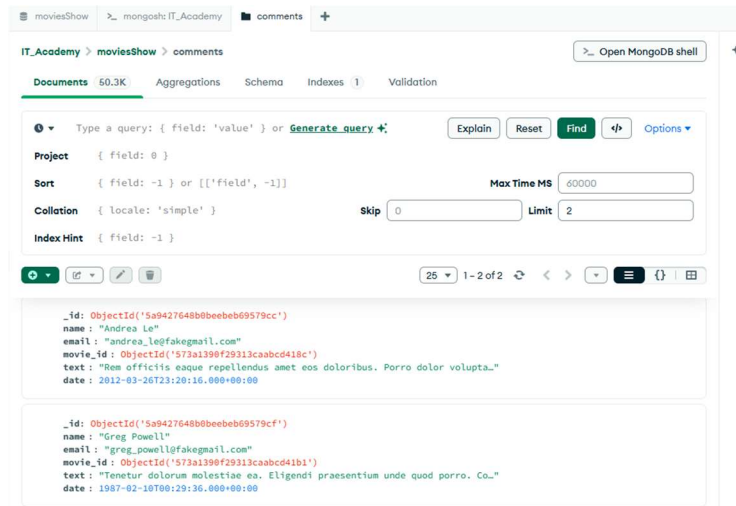 moviesShow >_ mongosh: IT_Academy comments +
IT_Academy > moviesShow > comments >_ Open MongoDB shell
Documents 50.3K Aggregations Schema Indexes 1 Validation
Type a query: { field: 'value' } or Generate query Explain Reset Find </> Options
Project { field: 0 }
Sort { field: -1 } or [['field', -1]] Max Time MS 60000
Collation { locale: 'simple' } Skip 0 Limit 2
Index Hint { field: -1 }
25 1 – 2 of 2 < > {}
_id: ObjectId('5a9427648b0beebeb69579cc')
name : "Andrea Le"
email : "andrea_le@fakegmail.com"
movie_id : ObjectId('573a1390f29313caabcd418c')
text : "Rem officiis eaque repellendus amet eos doloribus. Porro dolor volupta…"
date : 2012-03-26T23:20:16.000+00:00
_id: ObjectId('5a9427648b0beebeb69579cf')
name : "Greg Powell"
email : "greg_powell@fakegmail.com"
movie_id : ObjectId('573a1390f29313caabcd41b1')
text : "Tenetur dolorum molestiae ea. Eligendi praesentium unde quod porro. Co…"
date : 1987-02-10T00:29:36.000+00:00